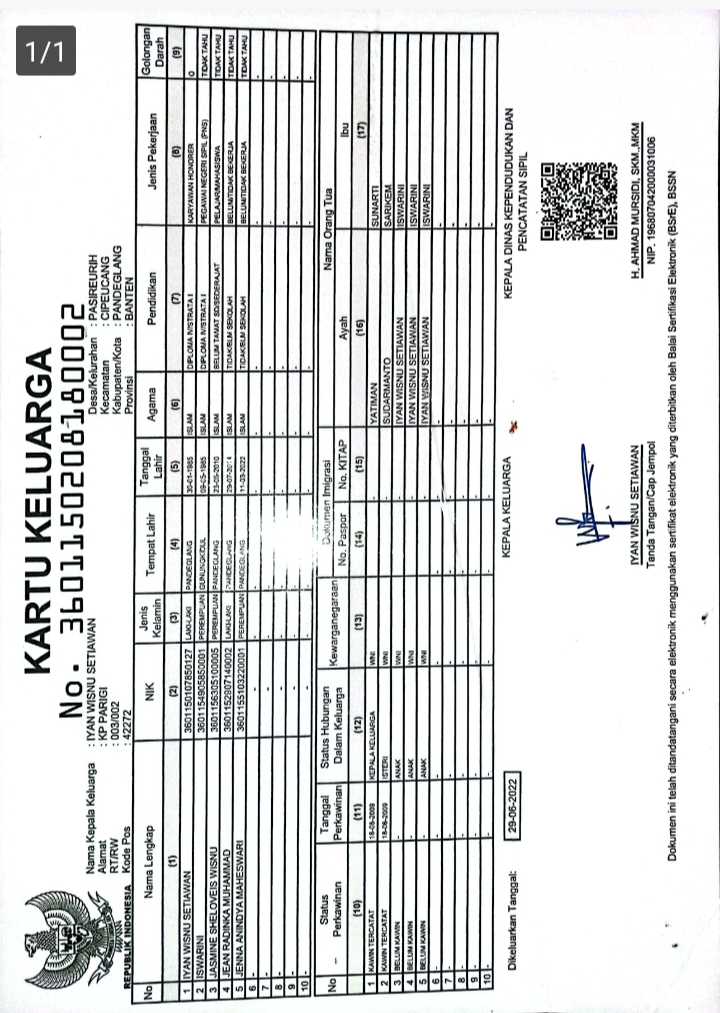 1/1
KARTU KELUARGA
No. 3601150208180002
Nama Kepala Keluarga : IYAN WISNU SETIAWAN
Alamat : KP PARIGI
RT/RW : 003/002
Kode Pos : 42272
Desa/Kelurahan : PASIREURIH
Kecamatan : CIPEUCANG
Kabupaten/Kota : PANDEGLANG
Provinsi : BANTEN
REPUBLIK INDONESIA
No Nama Lengkap NIK Jenis Kelamin Tempat Lahir Tanggal Lahir Agama Pendidikan Jenis Pekerjaan Golongan Darah
(1) (2) (3) (4) (5) (6) (7) (8) (9)
1 IYAN WISNU SETIAWAN 3601150107850127 LAKI-LAKI PANDEGLANG 30-01-1985 ISLAM DIPLOMA IV/STRATA I KARYAWAN HONORER O
2 ISWARINI 3601154905850001 PEREMPUAN GUNUNGKIDUL 09-05-1985 ISLAM DIPLOMA IV/STRATA I PEGAWAI NEGERI SIPIL (PNS) TIDAK TAHU
3 JASMINE SHELOVEIS WISNU 3601156305100005 PEREMPUAN PANDEGLANG 23-05-2010 ISLAM BELUM TAMAT SD/SEDERAJAT PELAJAR/MAHASISWA TIDAK TAHU
4 JEAN RADINKA MUHAMMAD 3601152907140002 LAKI-LAKI PANDEGLANG 29-07-2014 ISLAM TIDAK/BLM SEKOLAH BELUM/TIDAK BEKERJA TIDAK TAHU
5 JENNA ANINDYA MAHESWARI 3601155103220001 PEREMPUAN PANDEGLANG 11-03-2022 ISLAM TIDAK/BLM SEKOLAH BELUM/TIDAK BEKERJA TIDAK TAHU
6 - - - - - - - - -
7 - - - - - - - - -
8 - - - - - - - - -
9 - - - - - - - - -
10 - - - - - - - - -
No Status Perkawinan Tanggal Perkawinan Status Hubungan Dalam Keluarga Kewarganegaraan Dokumen Imigrasi No. Paspor No. KITAP Nama Orang Tua Ayah Ibu
(10) (11) (12) (13) (14) (15) (16) (17)
1 KAWIN TERCATAT 18-08-2009 KEPALA KELUARGA WNI - - YATIMAN SUNARTI
2 KAWIN TERCATAT 18-08-2009 ISTERI WNI - - SUDARMANTO SARIKEM
3 BELUM KAWIN - ANAK WNI - - IYAN WISNU SETIAWAN ISWARINI
4 BELUM KAWIN - ANAK WNI - - IYAN WISNU SETIAWAN ISWARINI
5 BELUM KAWIN - ANAK WNI - - IYAN WISNU SETIAWAN ISWARINI
6 - - - - - - - -
7 - - - - - - - -
8 - - - - - - - -
9 - - - - - - - -
10 - - - - - - - -
Dikeluarkan Tanggal: 29-06-2022
KEPALA KELUARGA
IYAN WISNU SETIAWAN
Tanda Tangan/Cap Jempol
KEPALA DINAS KEPENDUDUKAN DAN
PENCATATAN SIPIL
H. AHMAD MURSIDI, SKM.,MKM
NIP. 196807042000031006
Dokumen ini telah ditandatangani secara elektronik menggunakan sertifikat elektronik yang diterbitkan oleh Balai Sertifikasi Elektronik (BSrE), BSSN